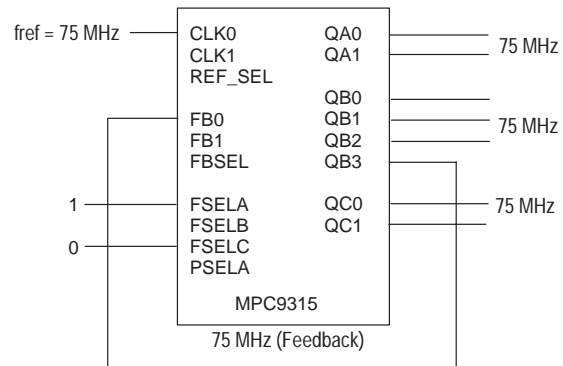 fref = 75 MHz
CLK0
CLK1
REF_SEL
FB0
FB1
FBSEL
1
FSELA
FSELB
0
FSELC
PSELA
QA0
QA1
75 MHz
QB0
QB1
QB2
QB3
75 MHz
QC0
QC1
75 MHz
MPC9315
75 MHz (Feedback)